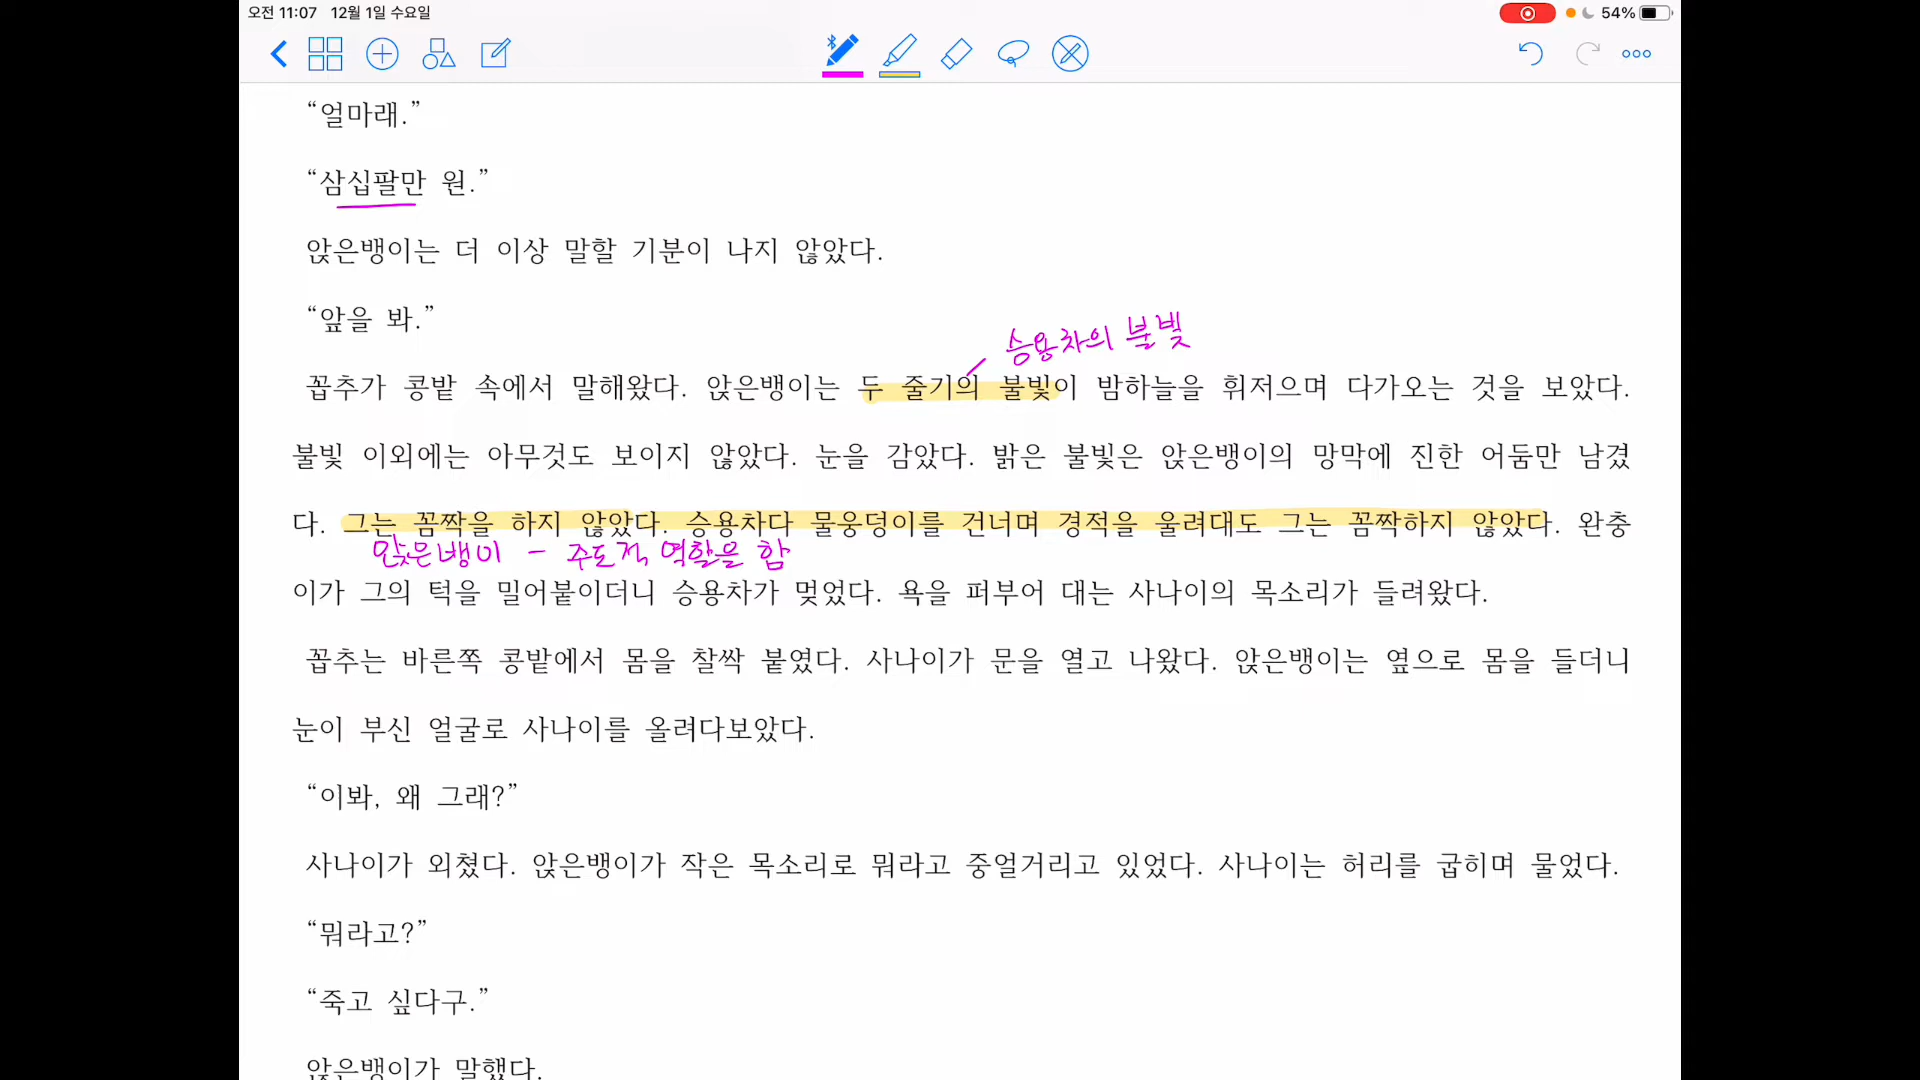 오전 11:07 12월 1일 수요일
54%
“얼마래.”
“삼십팔만 원.”
앉은뱅이는 더 이상 말할 기분이 나지 않았다.
“앞을 봐.”
승용차의 불빛
꼽추가 콩밭 속에서 말해왔다. 앉은뱅이는 두 줄기의 불빛이 밤하늘을 휘저으며 다가오는 것을 보았다.
불빛 이외에는 아무것도 보이지 않았다. 눈을 감았다. 밝은 불빛은 앉은뱅이의 망막에 진한 어둠만 남겼
다. 그는 꼼짝을 하지 않았다. 승용차다 물웅덩이를 건너며 경적을 울려대도 그는 꼼짝하지 않았다. 완충
앉은뱅이 - 주도적 역할을 함
이가 그의 턱을 밀어붙이더니 승용차가 멎었다. 욕을 퍼부어 대는 사나이의 목소리가 들려왔다.
꼽추는 바른쪽 콩밭에서 몸을 찰싹 붙였다. 사나이가 문을 열고 나왔다. 앉은뱅이는 옆으로 몸을 들더니
눈이 부신 얼굴로 사나이를 올려다보았다.
“이봐, 왜 그래?”
사나이가 외쳤다. 앉은뱅이가 작은 목소리로 뭐라고 중얼거리고 있었다. 사나이는 허리를 굽히며 물었다.
“뭐라고?”
“죽고 싶다구.”
앉은뱅이가 말했다.